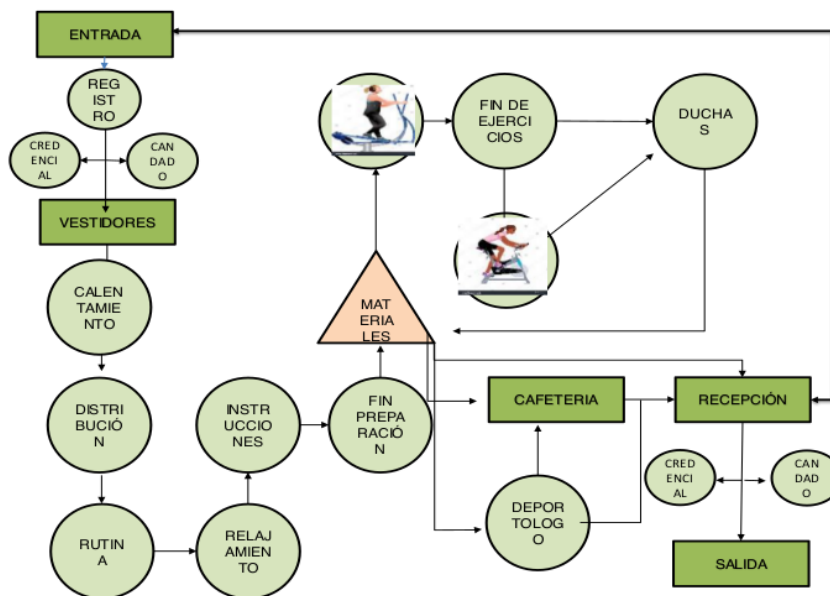 ENTRADA
REG
ISTR
O
CRED
ENCI
AL
CAN
DAD
O
VESTIDORES
CALEN
TAMIE
NTO
DISTRI
BUCIÓ
N
RUTIN
A
RELAJ
AMIEN
TO
INSTR
UCCIO
NES
FIN
PREPA
RACIÓ
N
MAT
ERIA
LES
FIN DE
EJERCI
CIOS
DUCHA
S
CAFETERIA
DEPOR
TOLOG
O
RECEPCIÓN
CRED
ENCI
AL
CAN
DAD
O
SALIDA